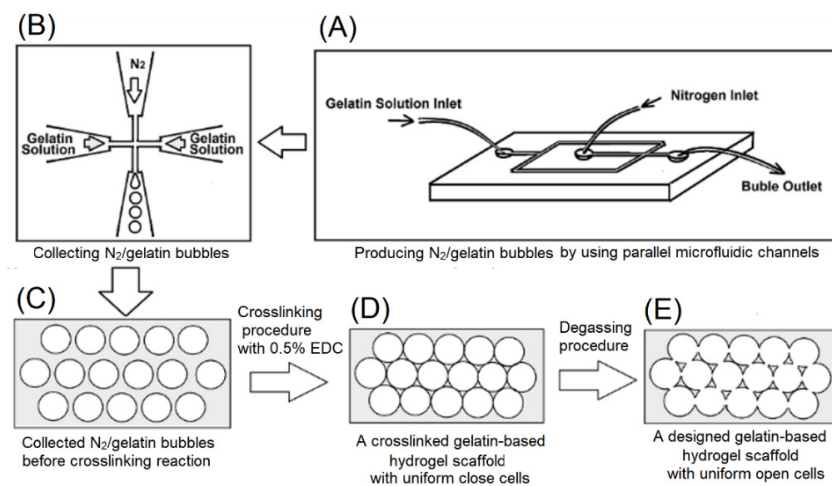 (B)
N2
Gelatin
Solution
Gelatin
Solution
Collecting N2/gelatin bubbles
(A)
Gelatin Solution Inlet
Nitrogen Inlet
Buble Outlet
Producing N2/gelatin bubbles by using parallel microfluidic channels
(C)
Collected N2/gelatin bubbles
before crosslinking reaction
Crosslinking
procedure
with 0.5% EDC
(D)
A crosslinked gelatin-based
hydrogel scaffold
with uniform close cells
Degassing
procedure
(E)
A designed gelatin-based
hydrogel scaffold
with uniform open cells